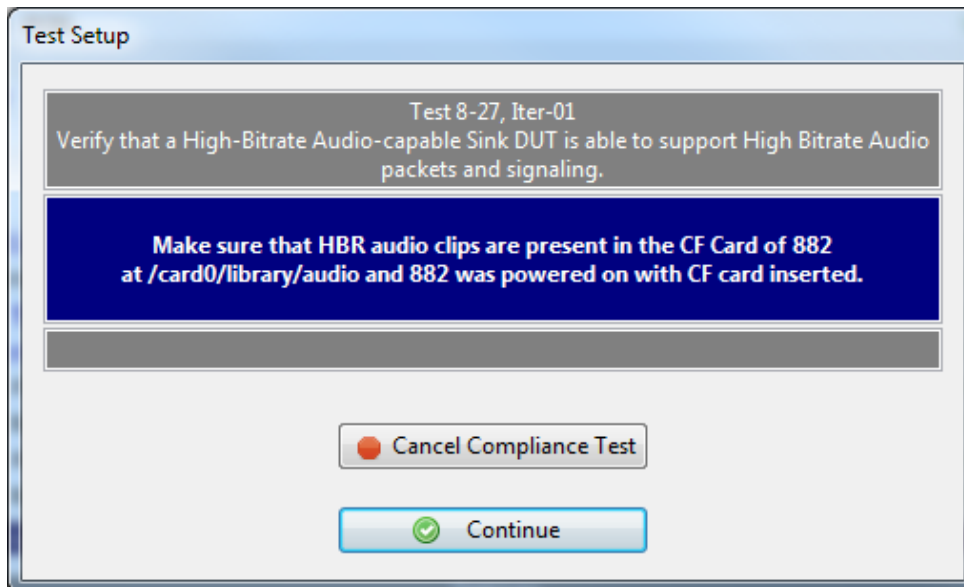 Test Setup
Test 8-27, Iter-01
Verify that a High-Bitrate Audio-capable Sink DUT is able to support High Bitrate Audio
packets and signaling.
Make sure that HBR audio clips are present in the CF Card of 882
at /card0/library/audio and 882 was powered on with CF card inserted.
Cancel Compliance Test
Continue